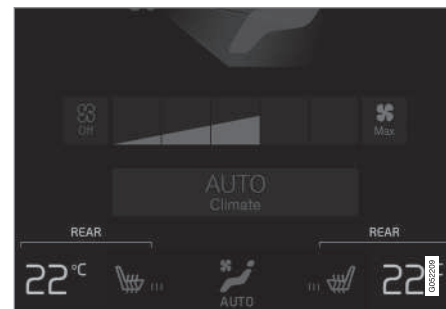 Off
Max
AUTO
Climate
REAR REAR
22°C 22°
AUTO
G052209